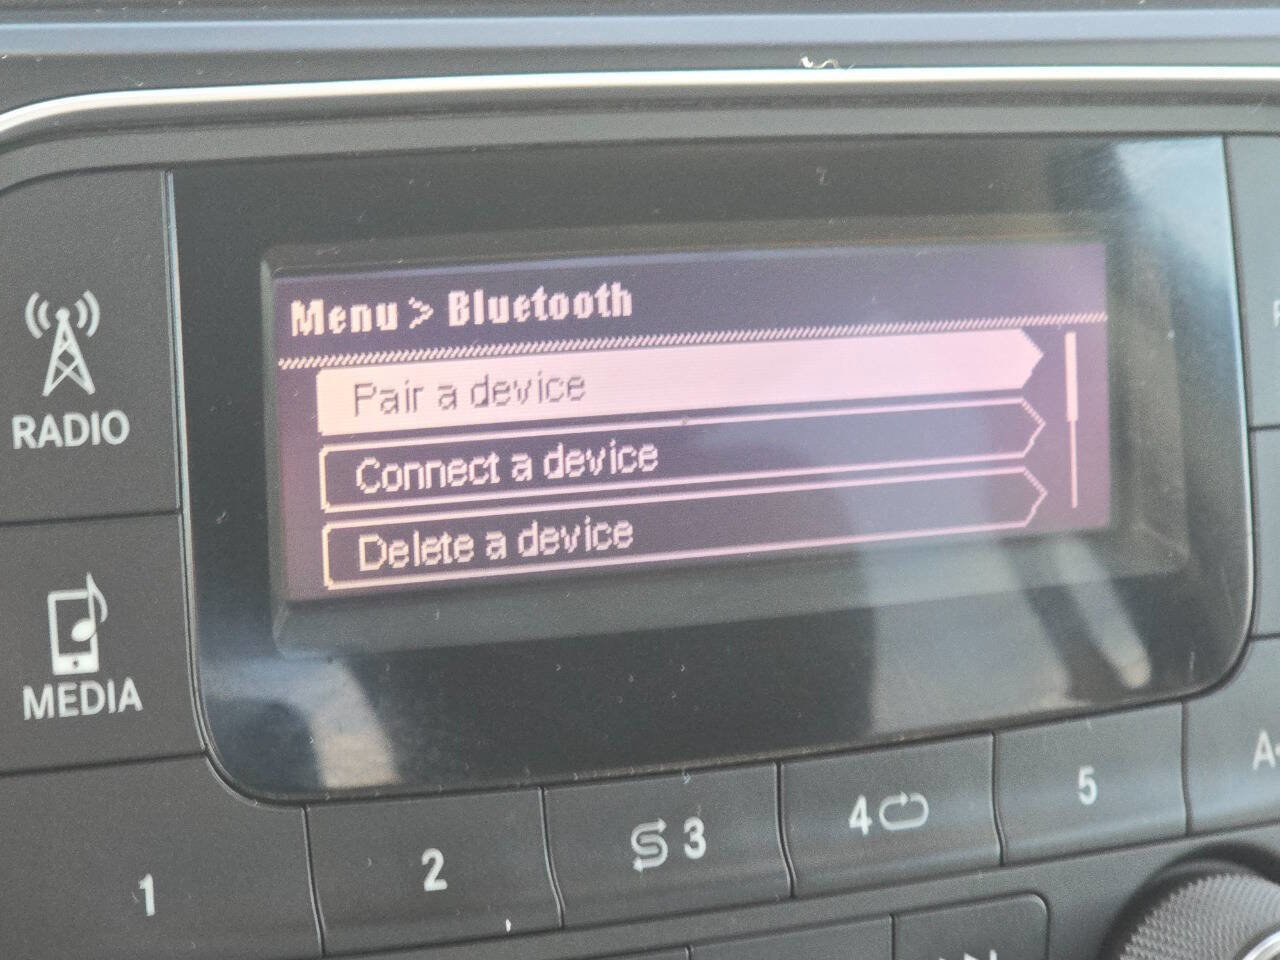 Menu > Bluetooth
Pair a device
Connect a device
Delete a device
RADIO
MEDIA
1
2
3
4
5